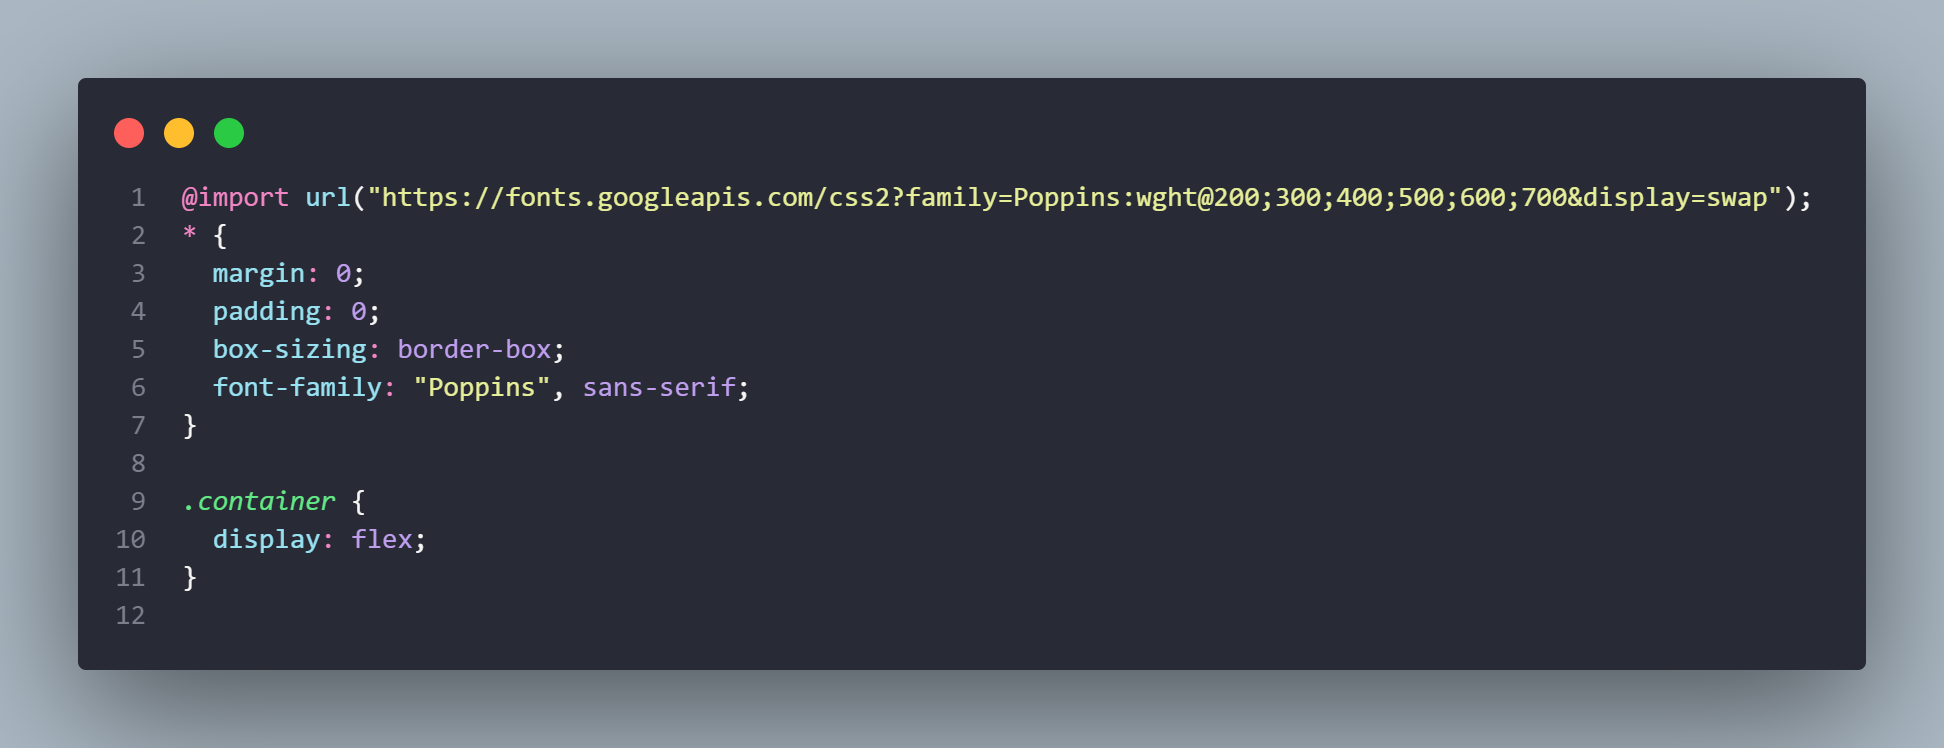 1 @import url("https://fonts.googleapis.com/css2?family=Poppins:wght@200;300;400;500;600;700&display=swap");
2 * {
3   margin: 0;
4   padding: 0;
5   box-sizing: border-box;
6   font-family: "Poppins", sans-serif;
7 }
8
9 .container {
10   display: flex;
11 }
12